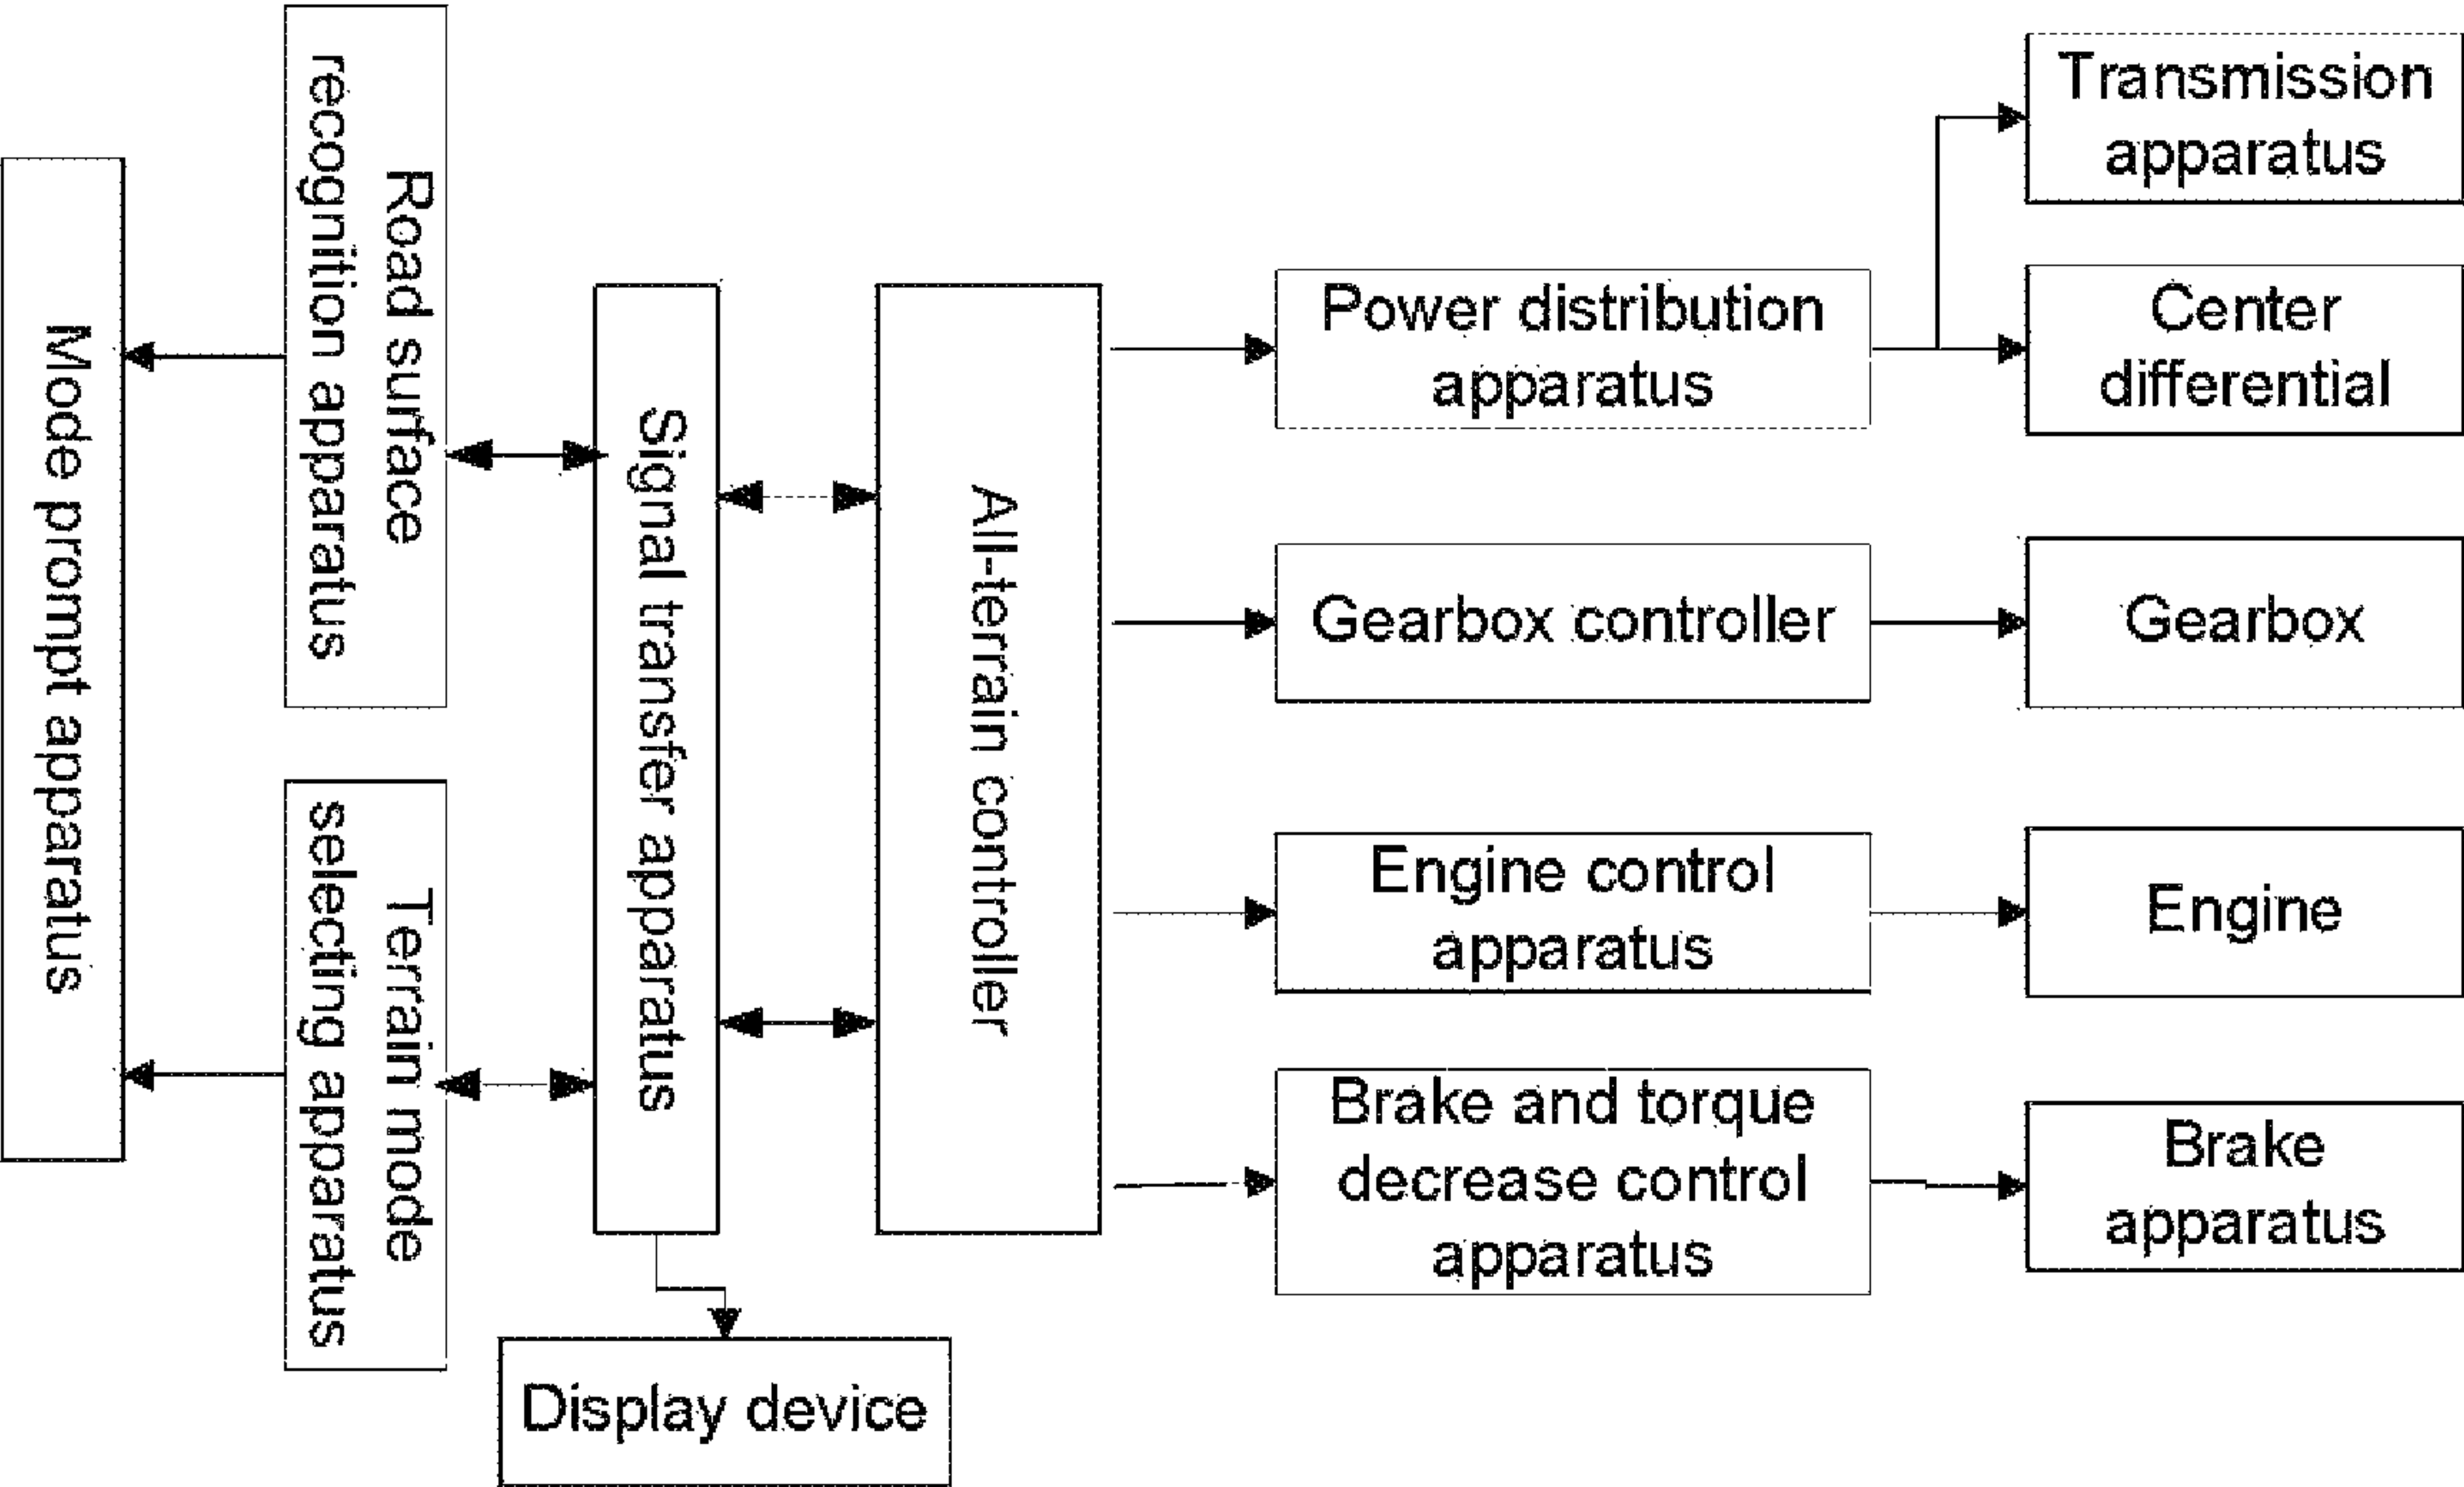 Mode prompt apparatus
Road surface
recognition apparatus
Terrain mode
selecting apparatus
Signal transfer apparatus
All-terrain controller
Display device
Power distribution
apparatus
Gearbox controller
Engine control
apparatus
Brake and torque
decrease control
apparatus
Transmission
apparatus
Center
differential
Gearbox
Engine
Brake
apparatus